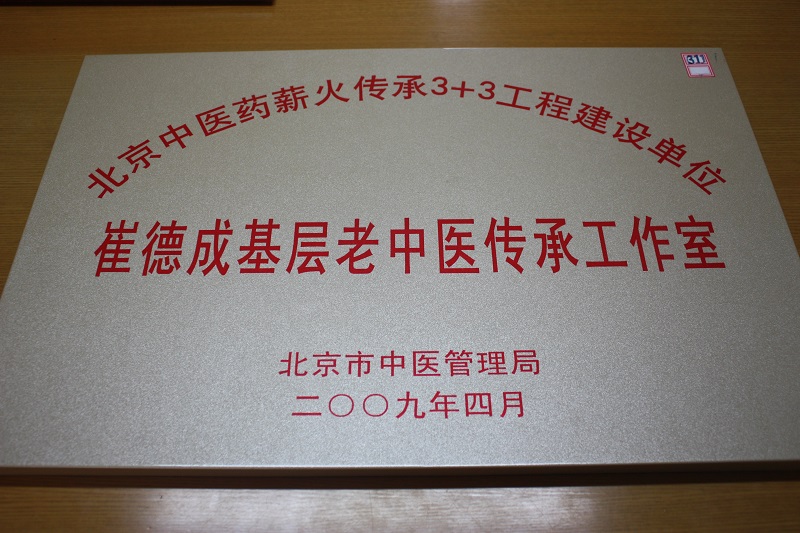 311
北京中医药薪火传承3+3工程建设单位
崔德成基层老中医传承工作室
北京市中医管理局
二〇〇九年四月